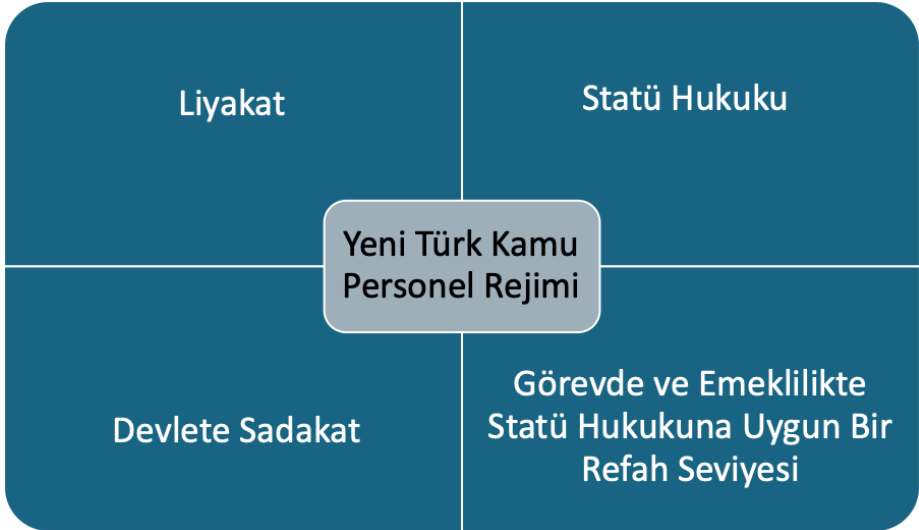 Liyakat
Statü Hukuku
Yeni Türk Kamu
Personel Rejimi
Devlete Sadakat
Görevde ve Emeklilikte
Statü Hukukuna Uygun Bir
Refah Seviyesi